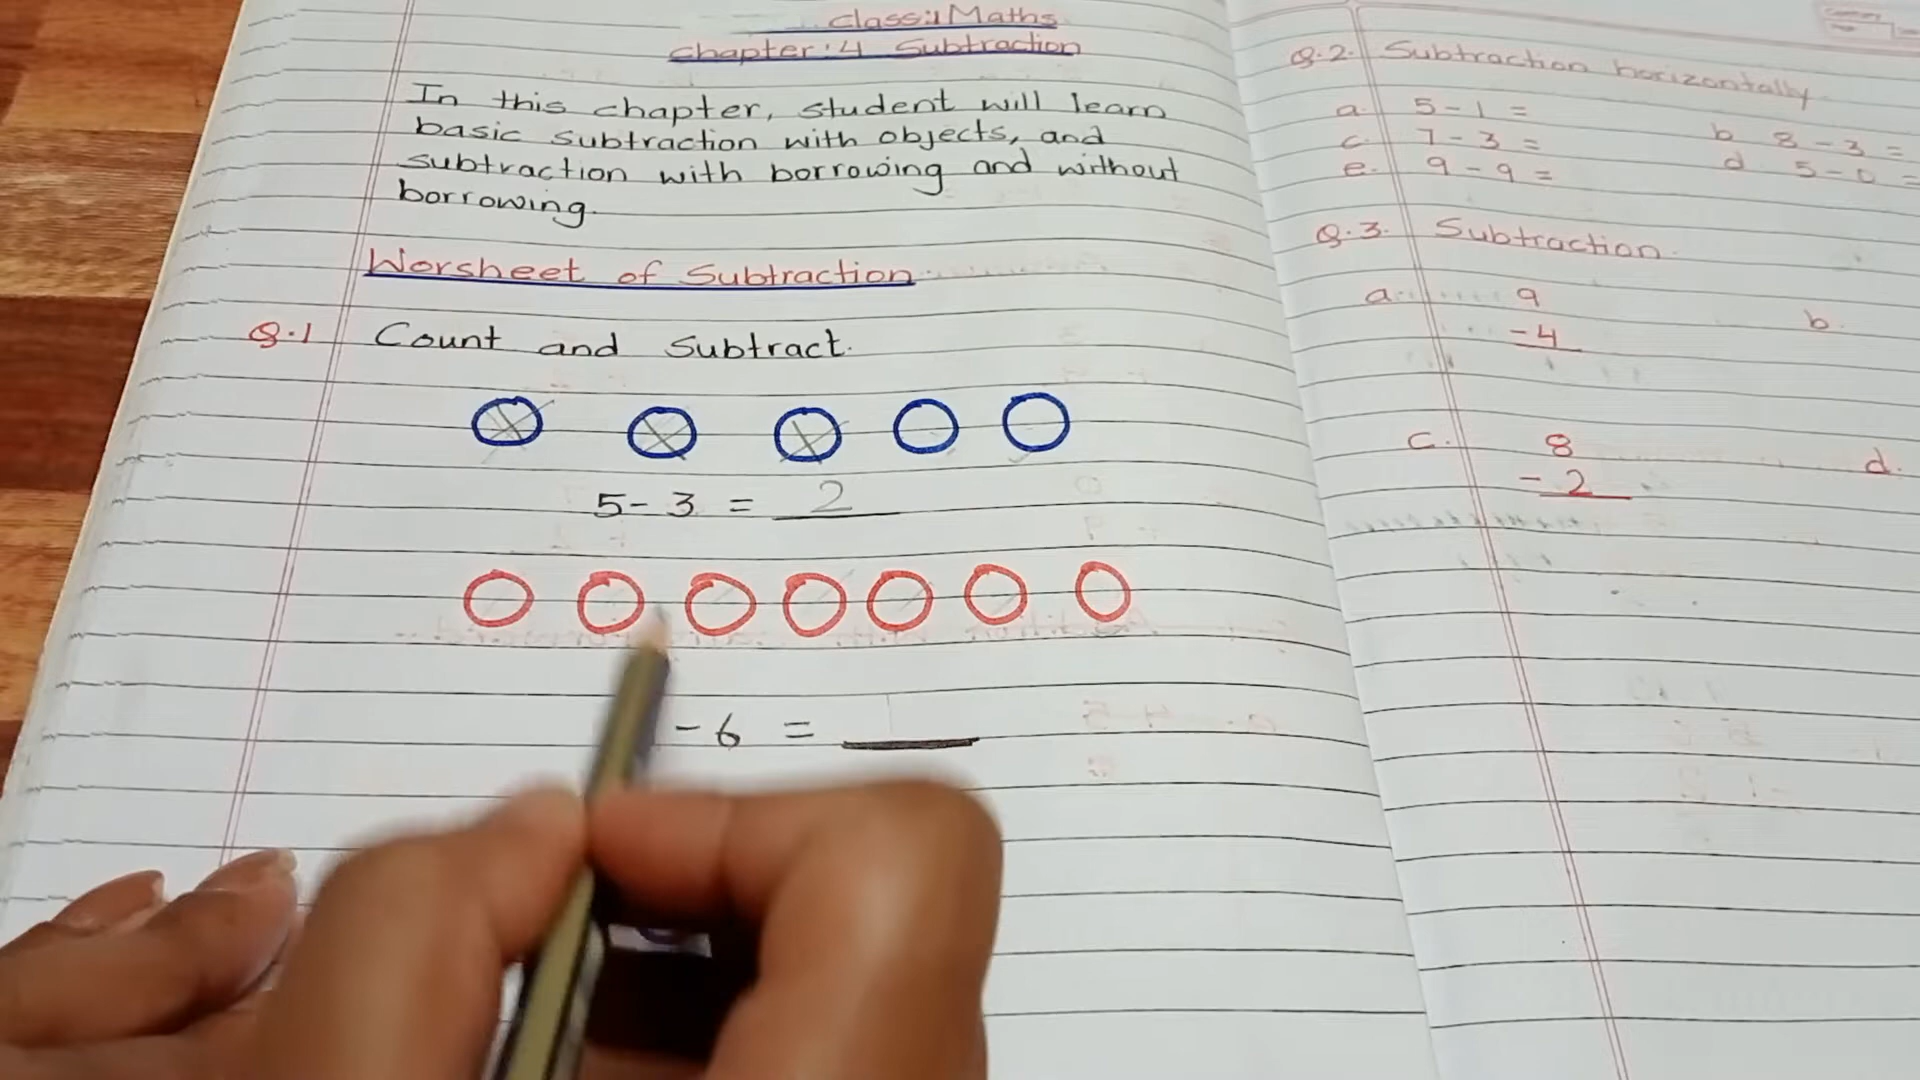 Class:1 Maths
Chapter:4 Subtraction
In this chapter, student will learn
basic subtraction with objects, and
subtraction with borrowing and without
borrowing.
Worsheet of Subtraction
Q.1 Count and Subtract.
5-3 = 2
-6 =
Q.2. Subtraction horizontally
a. 5-1 =
b 8-3 =
c. 7-3 =
d 5-0 =
e. 9-9 =
Q.3. Subtraction.
a. 9
-4
b.
c. 8
-2
d.